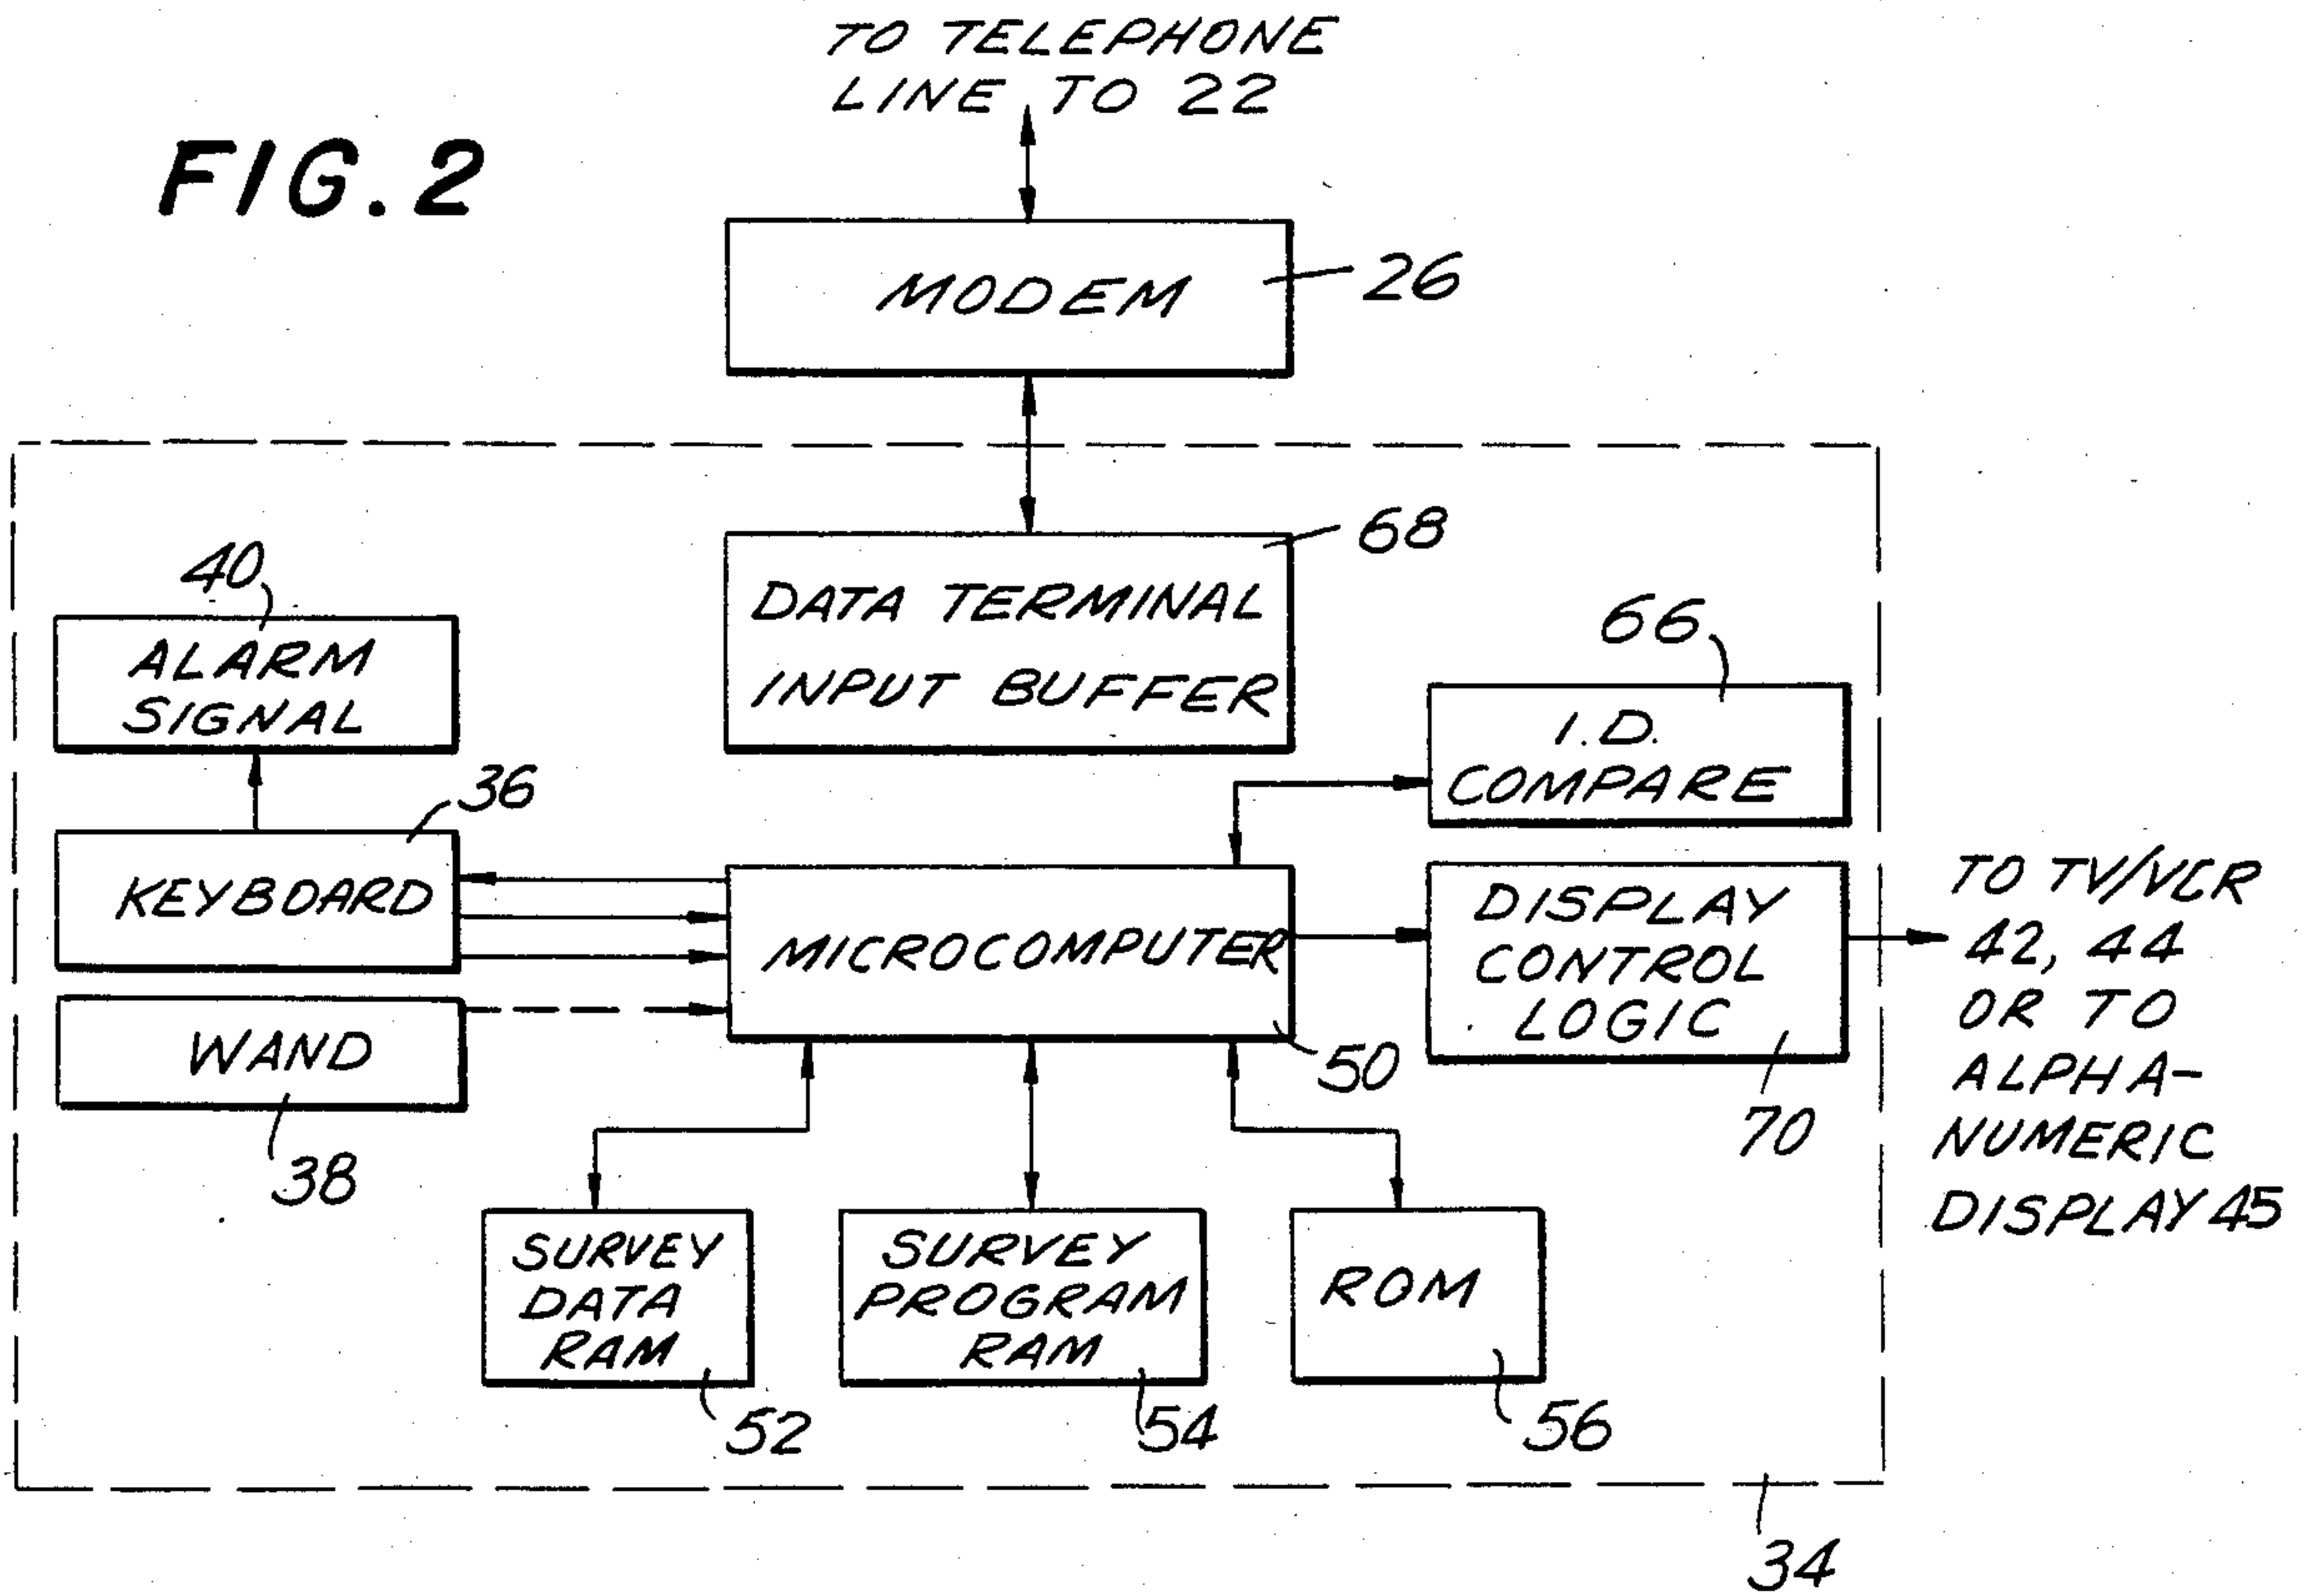 TO TELEPHONE
LINE TO 22
FIG. 2
MODEM
26
68
DATA TERMINAL
INPUT BUFFER
40
ALARM
SIGNAL
66
I.D.
COMPARE
36
KEYBOARD
MICROCOMPUTER
50
DISPLAY
CONTROL
LOGIC
70
TO TV/VCR
42, 44
OR TO
ALPHA-
NUMERIC
DISPLAY 45
WAND
38
SURVEY
DATA
RAM
52
SURVEY
PROGRAM
RAM
54
ROM
56
34